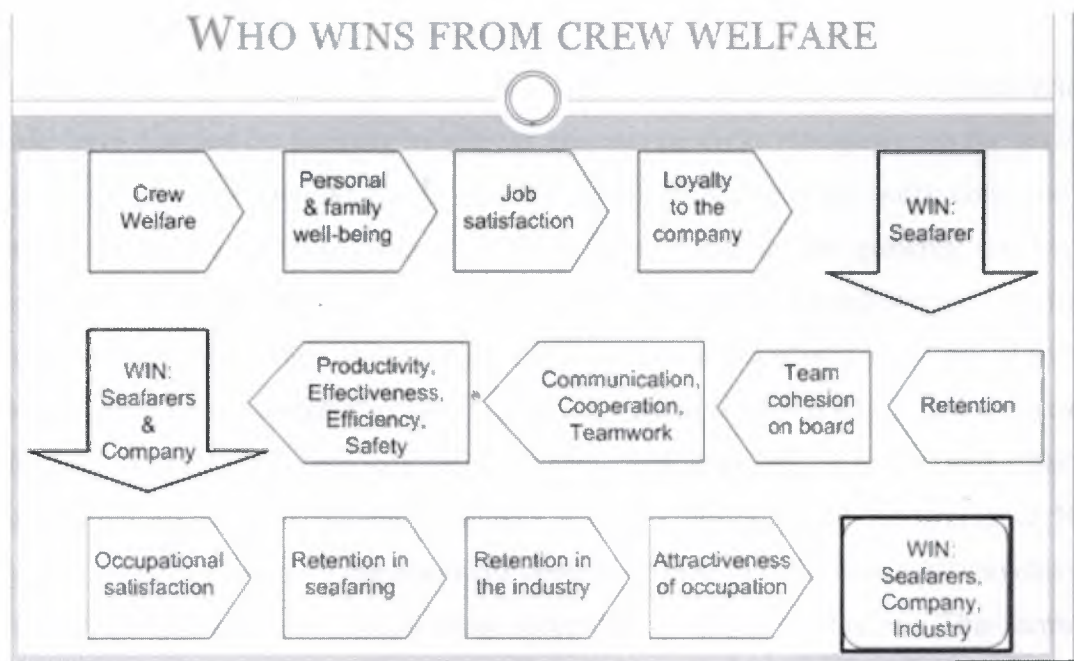 WHO WINS FROM CREW WELFARE
Crew
Welfare
Personal
& family
well-being
Job
satisfaction
Loyalty
to the
company
WIN:
Seafarer
Retention
Team
cohesion
on board
Communication,
Cooperation,
Teamwork
Productivity,
Effectiveness,
Efficiency,
Safety
WIN:
Seafarers
&
Company
Occupational
satisfaction
Retention in
seafaring
Retention in
the industry
Attractiveness
of occupation
WIN:
Seafarers,
Company,
Industry